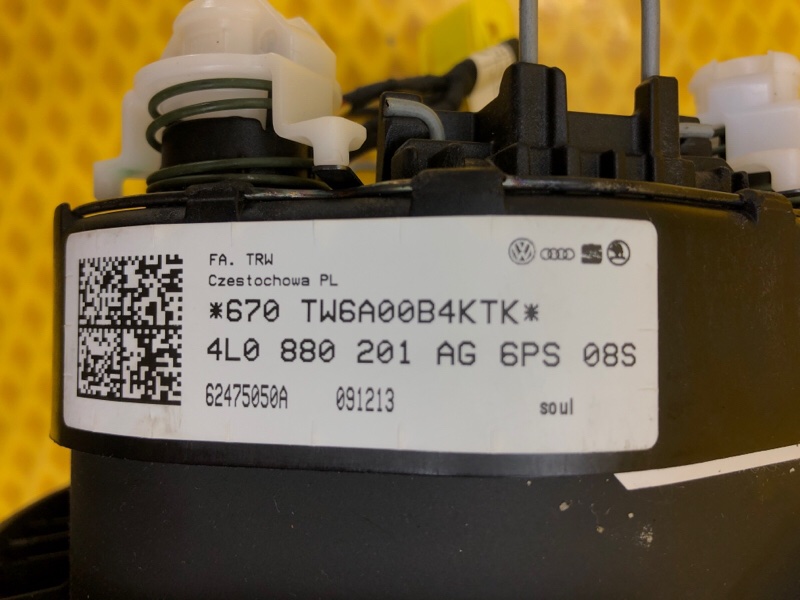 FA. TRW
Czestochowa PL
*670 TW6A00B4KTK*
4L0 880 201 AG 6PS 08S
62475050A 091213 soul